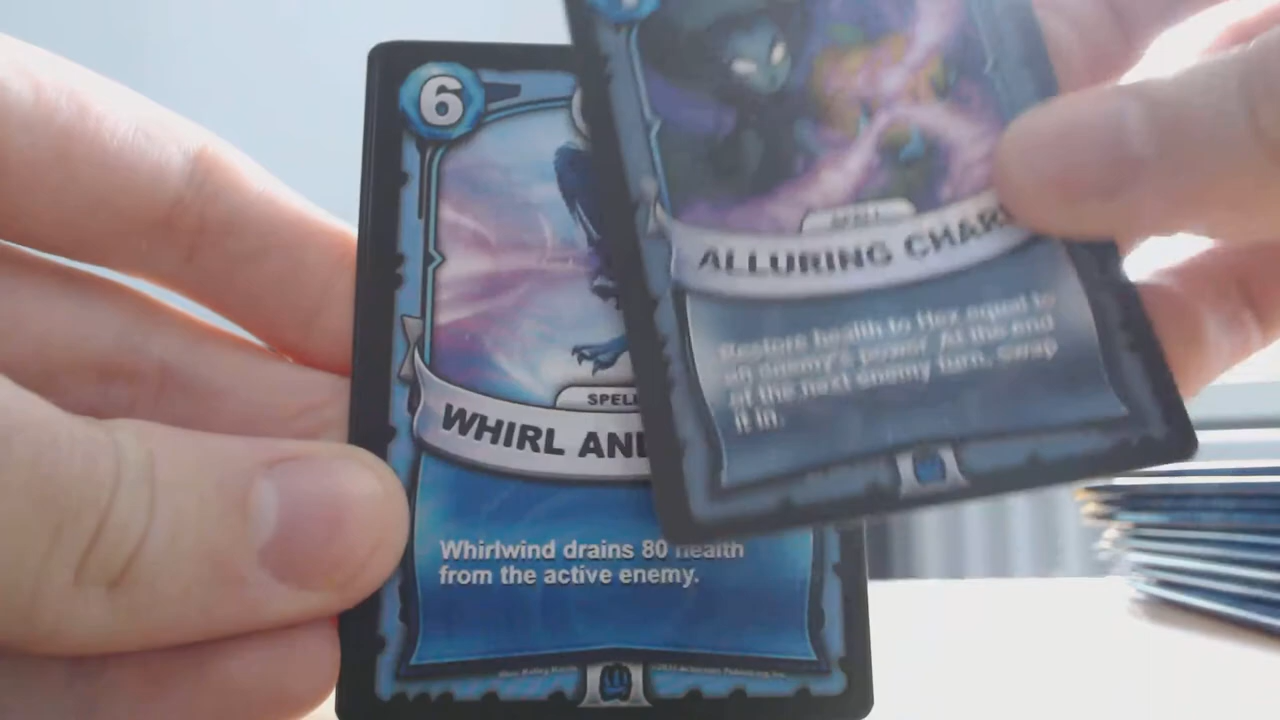 6
SPELL
WHIRL AND
Whirlwind drains 80 health
from the active enemy.
ALLURING CHAR
Restore health to Hex equal to
an enemy's power. At the end
of the next enemy turn, swap
it in.